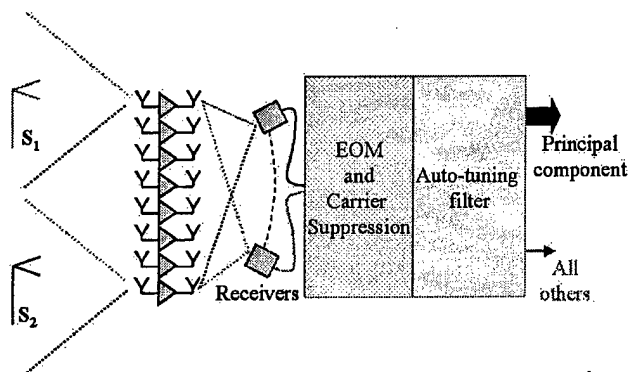 S1
S2
Receivers
EOM
and
Carrier
Suppression
Auto-tuning
filter
Principal
component
All
others